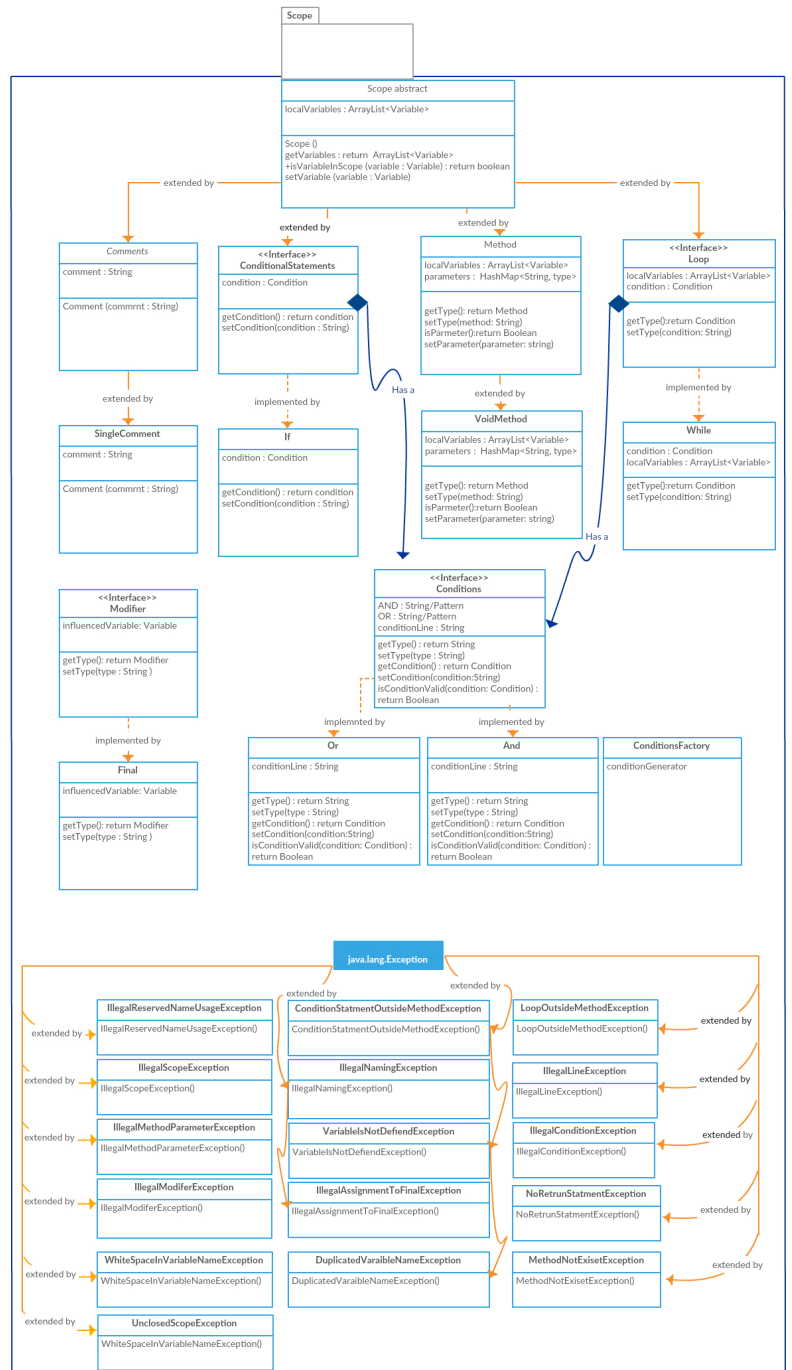 Scope
Scope abstract
localVariables : ArrayList<Variable>
Scope ()
getVariables : return  ArrayList<Variable>
+isVariableInScope (variable : Variable) : return boolean
setVariable (variable : Variable)
extended by
extended by
extended by
extended by
Comments
comment : String
Comment (commrnt : String)
<<Interface>>
ConditionalStatements
condition : Condition
getCondition() : return condition
setCondition(condition : String)
Method
localVariables : ArrayList<Variable>
parameters :  HashMap<String, type>
getType(): return Method
setType(method: String)
isParmeter():return Boolean
setParameter(parameter: string)
<<Interface>>
Loop
localVariables : ArrayList<Variable>
condition : Condition
getType():return Condition
setType(condition: String)
extended by
implemented by
Has a
extended by
implemented by
SingleComment
comment : String
Comment (commrnt : String)
If
condition : Condition
getCondition() : return condition
setCondition(condition : String)
VoidMethod
localVariables : ArrayList<Variable>
parameters :  HashMap<String, type>
getType(): return Method
setType(method: String)
isParmeter():return Boolean
setParameter(parameter: string)
While
condition : Condition
localVariables : ArrayList<Variable>
getType():return Condition
setType(condition: String)
Has a
<<Interface>>
Modifier
influencedVariable: Variable
getType(): return Modifier
setType(type : String )
<<Interface>>
Conditions
AND : String/Pattern
OR : String/Pattern
conditionLine : String
getType() : return String
setType(type : String)
getCondition() : return Condition
setCondition(condition:String)
isConditionValid(condition: Condition) :
return Boolean
implemented by
implemnted by
implemented by
Final
influencedVariable: Variable
getType(): return Modifier
setType(type : String )
Or
conditionLine : String
getType() : return String
setType(type : String)
getCondition() : return Condition
setCondition(condition:String)
isConditionValid(condition: Condition) :
return Boolean
And
conditionLine : String
getType() : return String
setType(type : String)
getCondition() : return Condition
setCondition(condition:String)
isConditionValid(condition: Condition) :
return Boolean
ConditionsFactory
conditionGenerator
java.lang.Exception
extended by
extended by
extended by
IllegalReservedNameUsageException
IllegalReservedNameUsageException()
ConditionStatmentOutsideMethodException
ConditionStatmentOutsideMethodException()
LoopOutsideMethodException
LoopOutsideMethodException()
extended by
extended by
IllegalScopeException
IllegalScopeException()
IllegalNamingException
IllegalNamingException()
IllegalLineException
IllegalLineException()
extended by
extended by
IllegalMethodParameterException
IllegalMethodParameterException()
VariableIsNotDefiendException
VariableIsNotDefiendException()
IllegalConditionException
IllegalConditionException()
extended by
extended by
IllegalModiferException
IllegalModiferException()
IllegalAssignmentToFinalException
IllegalAssignmentToFinalException()
NoRetrunStatmentException
NoRetrunStatmentException()
extended by
extended by
WhiteSpaceInVariableNameException
WhiteSpaceInVariableNameException()
DuplicatedVaraibleNameException
DuplicatedVaraibleNameException()
MethodNotExisetException
MethodNotExisetException()
extended by
extended by
UnclosedScopeException
WhiteSpaceInVariableNameException()